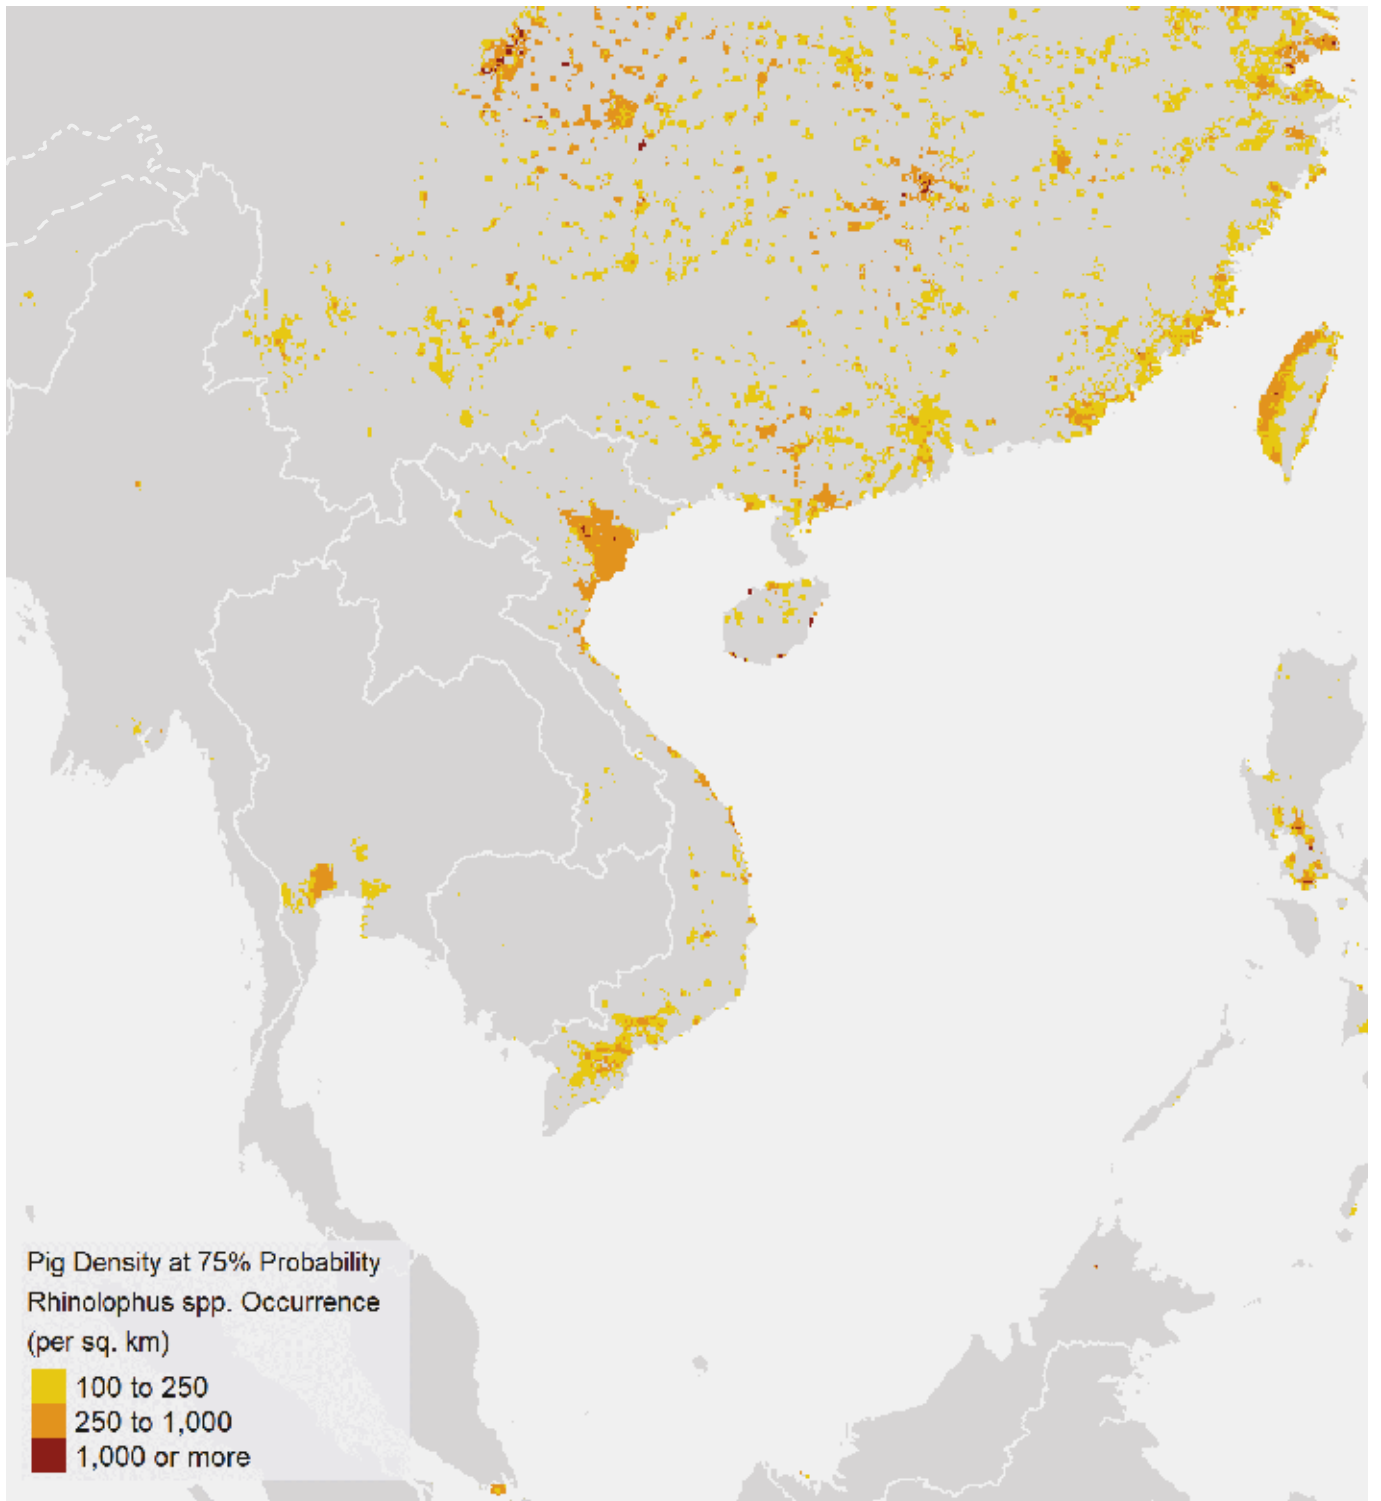 Pig Density at 75% Probability
Rhinolophus spp. Occurrence
(per sq. km)
100 to 250
250 to 1,000
1,000 or more